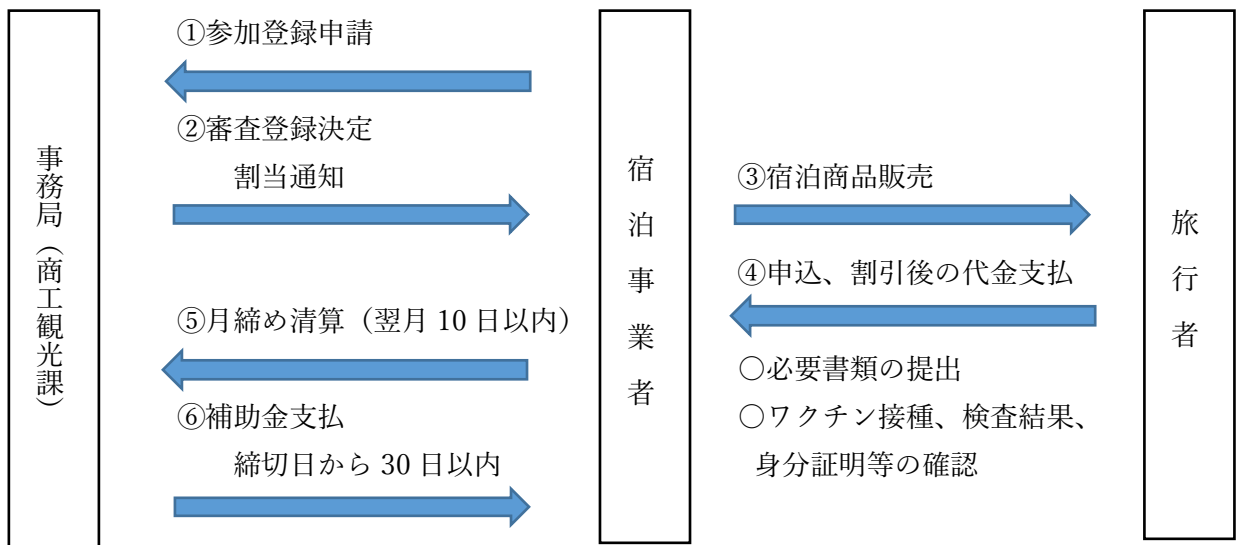 事務局（商工観光課）
①参加登録申請
②審査登録決定
割当通知
⑤月締め清算（翌月 10 日以内）
⑥補助金支払
締切日から 30 日以内
宿泊事業者
③宿泊商品販売
④申込、割引後の代金支払
○必要書類の提出
○ワクチン接種、検査結果、
身分証明等の確認
旅行者